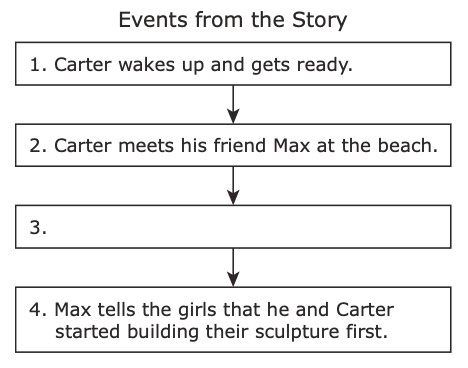 Events from the Story
1. Carter wakes up and gets ready.
2. Carter meets his friend Max at the beach.
3.
4. Max tells the girls that he and Carter
started building their sculpture first.